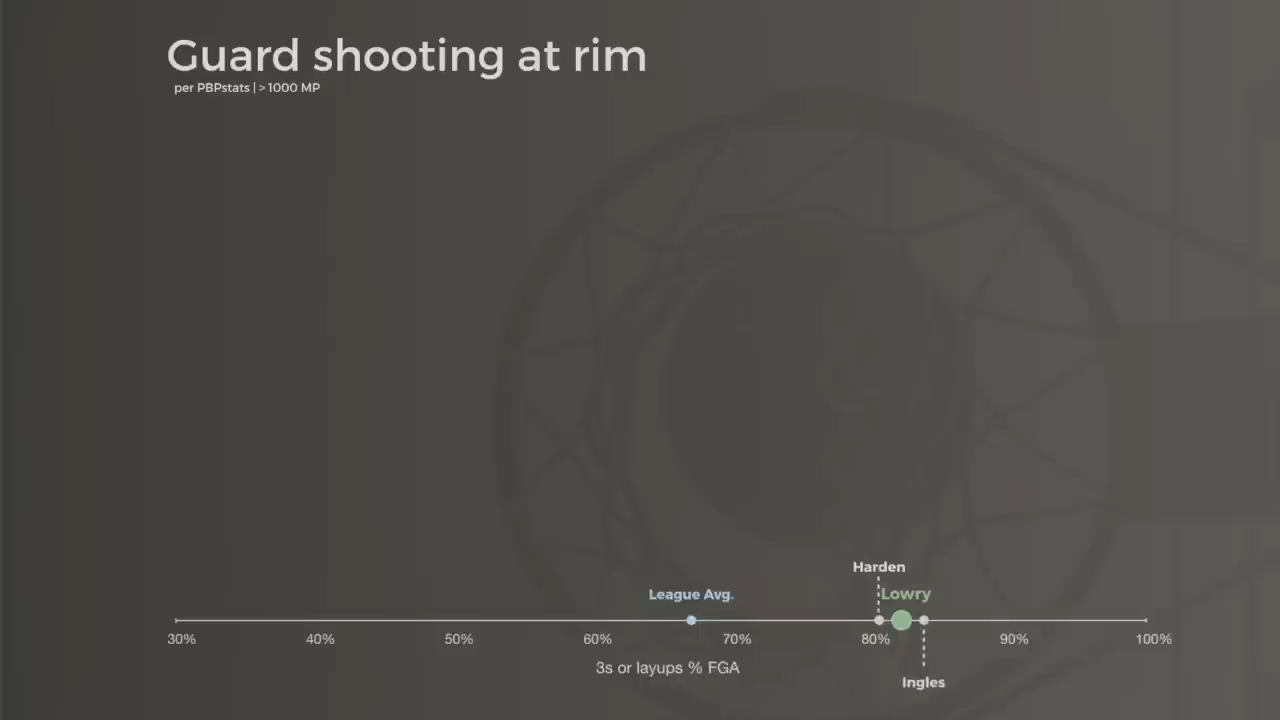 Guard shooting at rim
per PBPstats | > 1000 MP
Harden
League Avg.
Lowry
30% 40% 50% 60% 70% 80% 90% 100%
3s or layups % FGA
Ingles